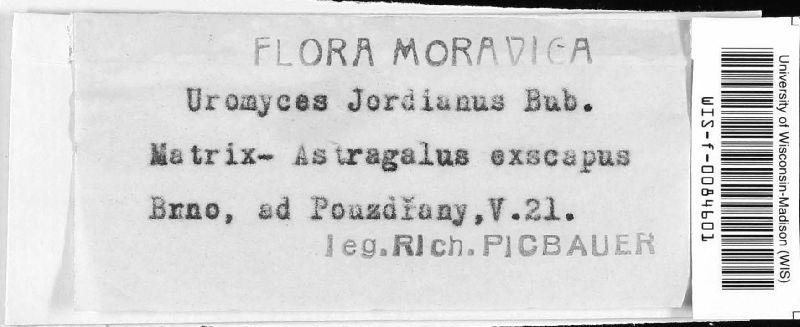 FLORA MORAVICA
Uromyces Jordianus Bub.
Matrix- Astragalus exscapus
Brno, ad Pouzdřany, V.21.
leg. Rich. PICBAUER
University of Wisconsin-Madison (WIS)
WIS-f-0084601